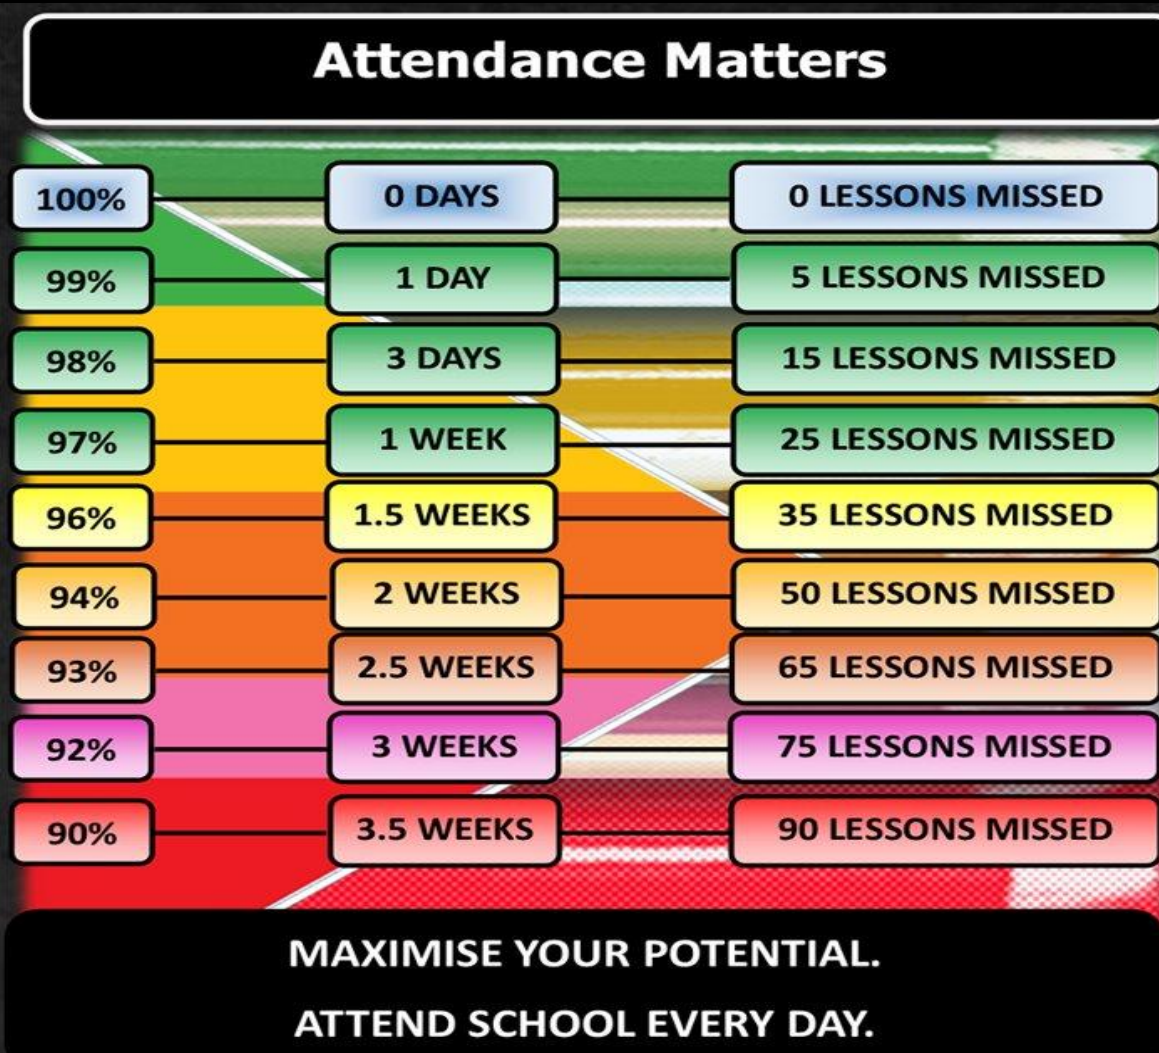 Attendance Matters
100% 0 DAYS 0 LESSONS MISSED
99% 1 DAY 5 LESSONS MISSED
98% 3 DAYS 15 LESSONS MISSED
97% 1 WEEK 25 LESSONS MISSED
96% 1.5 WEEKS 35 LESSONS MISSED
94% 2 WEEKS 50 LESSONS MISSED
93% 2.5 WEEKS 65 LESSONS MISSED
92% 3 WEEKS 75 LESSONS MISSED
90% 3.5 WEEKS 90 LESSONS MISSED
MAXIMISE YOUR POTENTIAL.
ATTEND SCHOOL EVERY DAY.